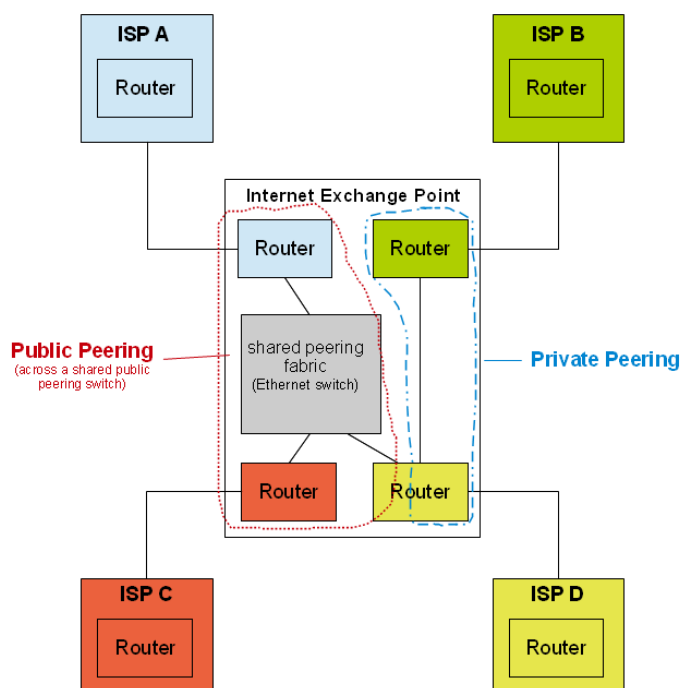 ISP A
Router
ISP B
Router
Internet Exchange Point
Router
Router
shared peering
fabric
(Ethernet switch)
Public Peering
(across a shared public
peering switch)
Private Peering
Router
Router
ISP C
Router
ISP D
Router